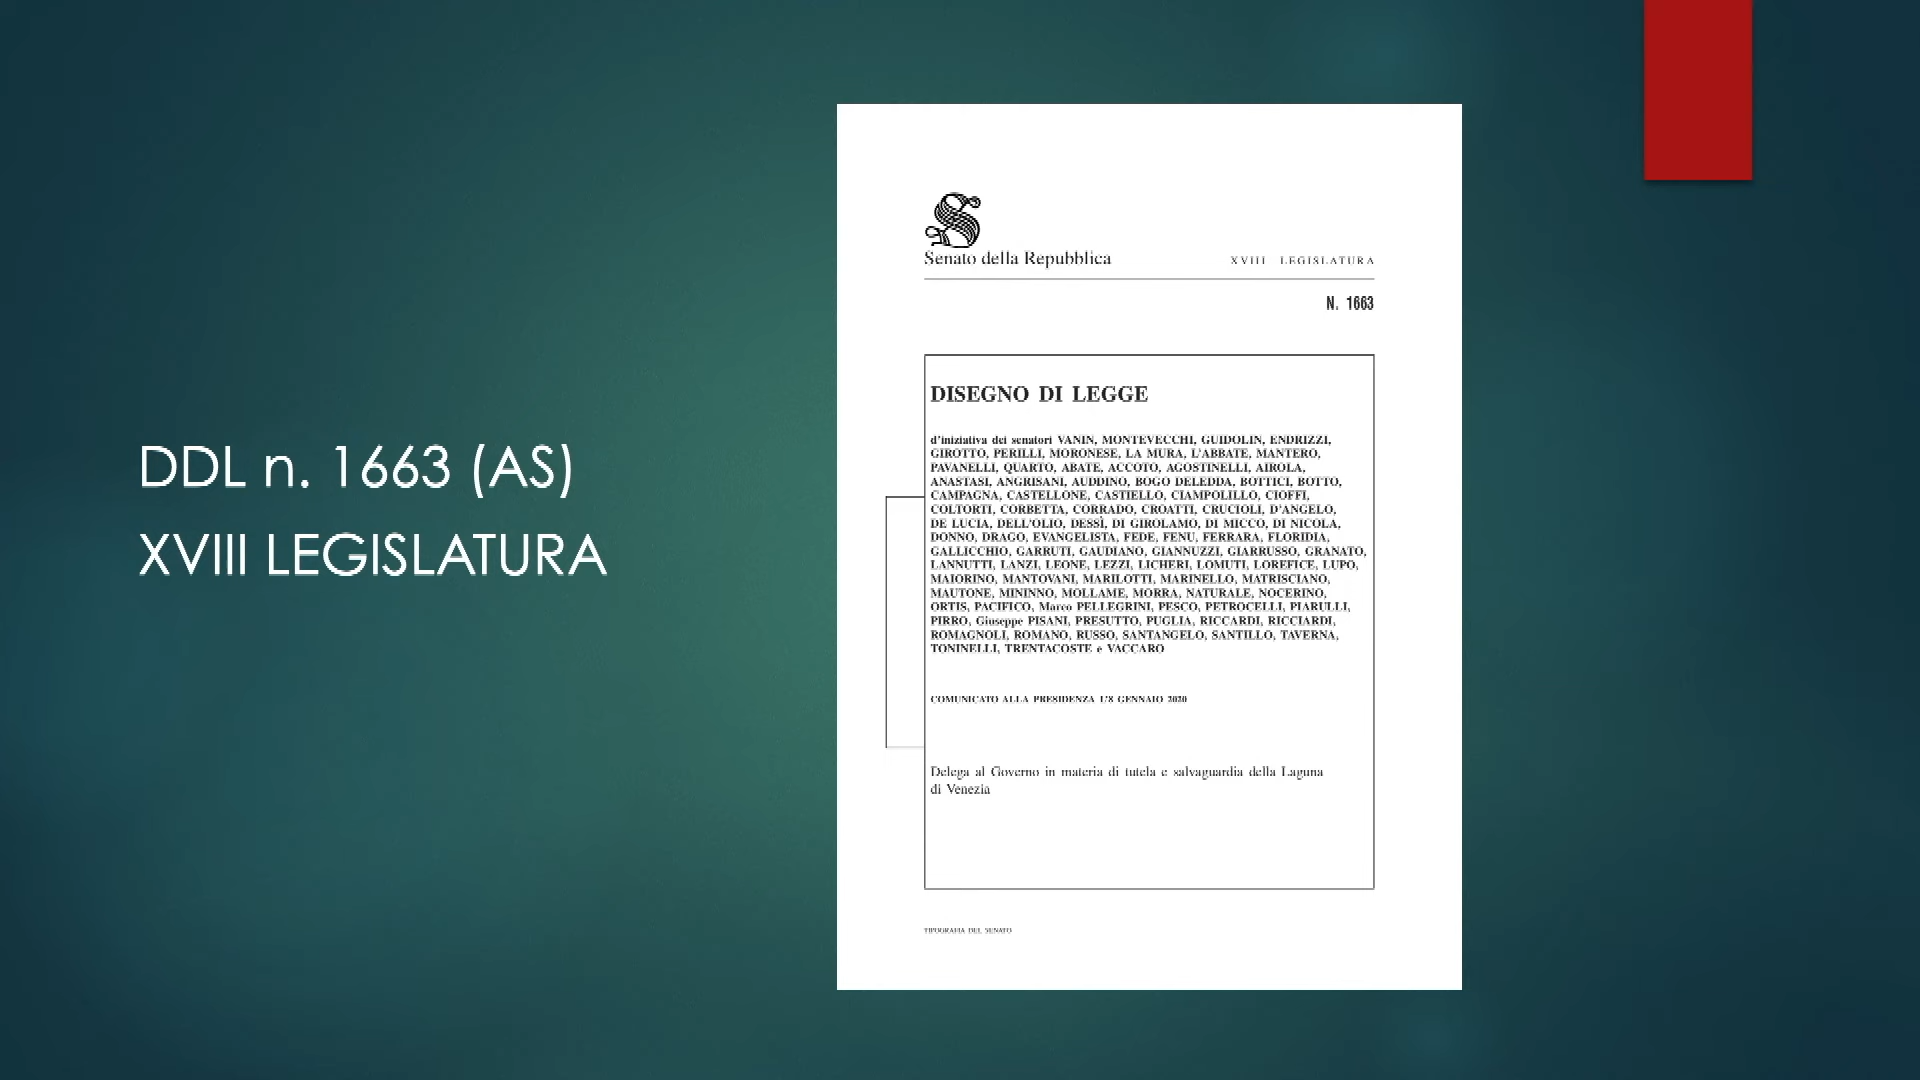 DDL n. 1663 (AS)
XVIII LEGISLATURA
S
Senato della Repubblica
XVIII LEGISLATURA
N. 1663
DISEGNO DI LEGGE
d'iniziativa dei senatori VANIN, MONTEVECCHI, GUIDOLIN, ENDRIZZI,
GIROTTO, PERILLI, MORONESE, LA MURA, L'ABBATE, MANTERO,
PAVANELLI, QUARTO, ABATE, ACCOTO, AGOSTINELLI, AIROLA,
ANASTASI, ANGRISANI, AUDDINO, BOGO DELEDDA, BOTTICI, BOTTO,
CAMPAGNA, CASTELLONE, CASTIELLO, CIAMPOLILLO, CIOFFI,
COLTORTI, CORBETTA, CORRADO, CROATTI, CRUCIOLI, D'ANGELO,
DE LUCIA, DELL'OLIO, DESSÌ, DI GIROLAMO, DI MICCO, DI NICOLA,
DONNO, DRAGO, EVANGELISTA, FEDE, FENU, FERRARA, FLORIDIA,
GALLICCHIO, GARRUTI, GAUDIANO, GIANNUZZI, GIARRUSSO, GRANATO,
LANNUTTI, LANZI, LEONE, LEZZI, LICHERI, LOMUTI, LOREFICE, LUPO,
MAIORINO, MANTOVANI, MARILOTTI, MARINELLO, MATRISCIANO,
MAUTONE, MININNO, MOLLAME, MORRA, NATURALE, NOCERINO,
ORTIS, PACIFICO, Marco PELLEGRINI, PESCO, PETROCELLI, PIARULLI,
PIRRO, Giuseppe PISANI, PRESUTTO, PUGLIA, RICCARDI, RICCIARDI,
ROMAGNOLI, ROMANO, RUSSO, SANTANGELO, SANTILLO, TAVERNA,
TONINELLI, TRENTACOSTE e VACCARO
COMUNICATO ALLA PRESIDENZA L'8 GENNAIO 2020
Delega al Governo in materia di tutela e salvaguardia della Laguna
di Venezia
TIPOGRAFIA DEL SENATO